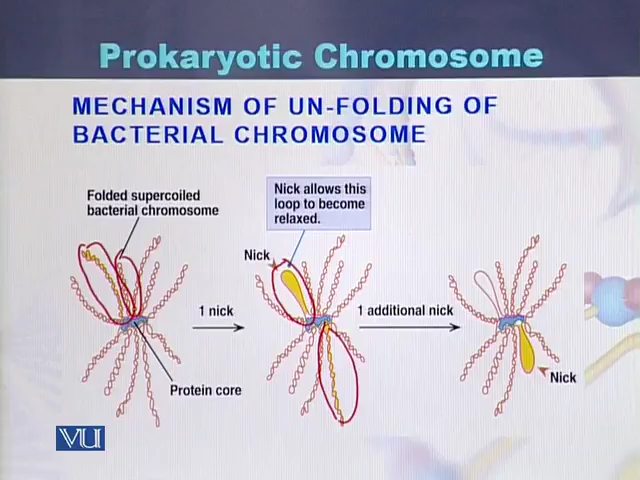 Prokaryotic Chromosome
MECHANISM OF UN-FOLDING OF
BACTERIAL CHROMOSOME
Folded supercoiled
bacterial chromosome
Nick allows this
loop to become
relaxed.
Nick
1 nick
1 additional nick
Protein core
Nick
VU